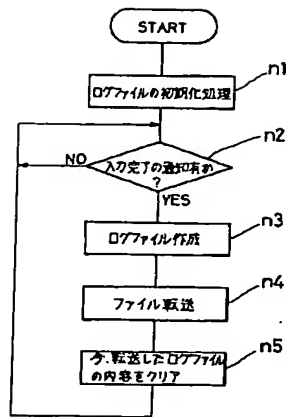 START
n1
ログファイルの初期化処理
n2
NO
入力完了の通知有か
?
YES
n3
ログファイル作成
n4
ファイル転送
n5
今、転送したログファイル
の内容をクリア